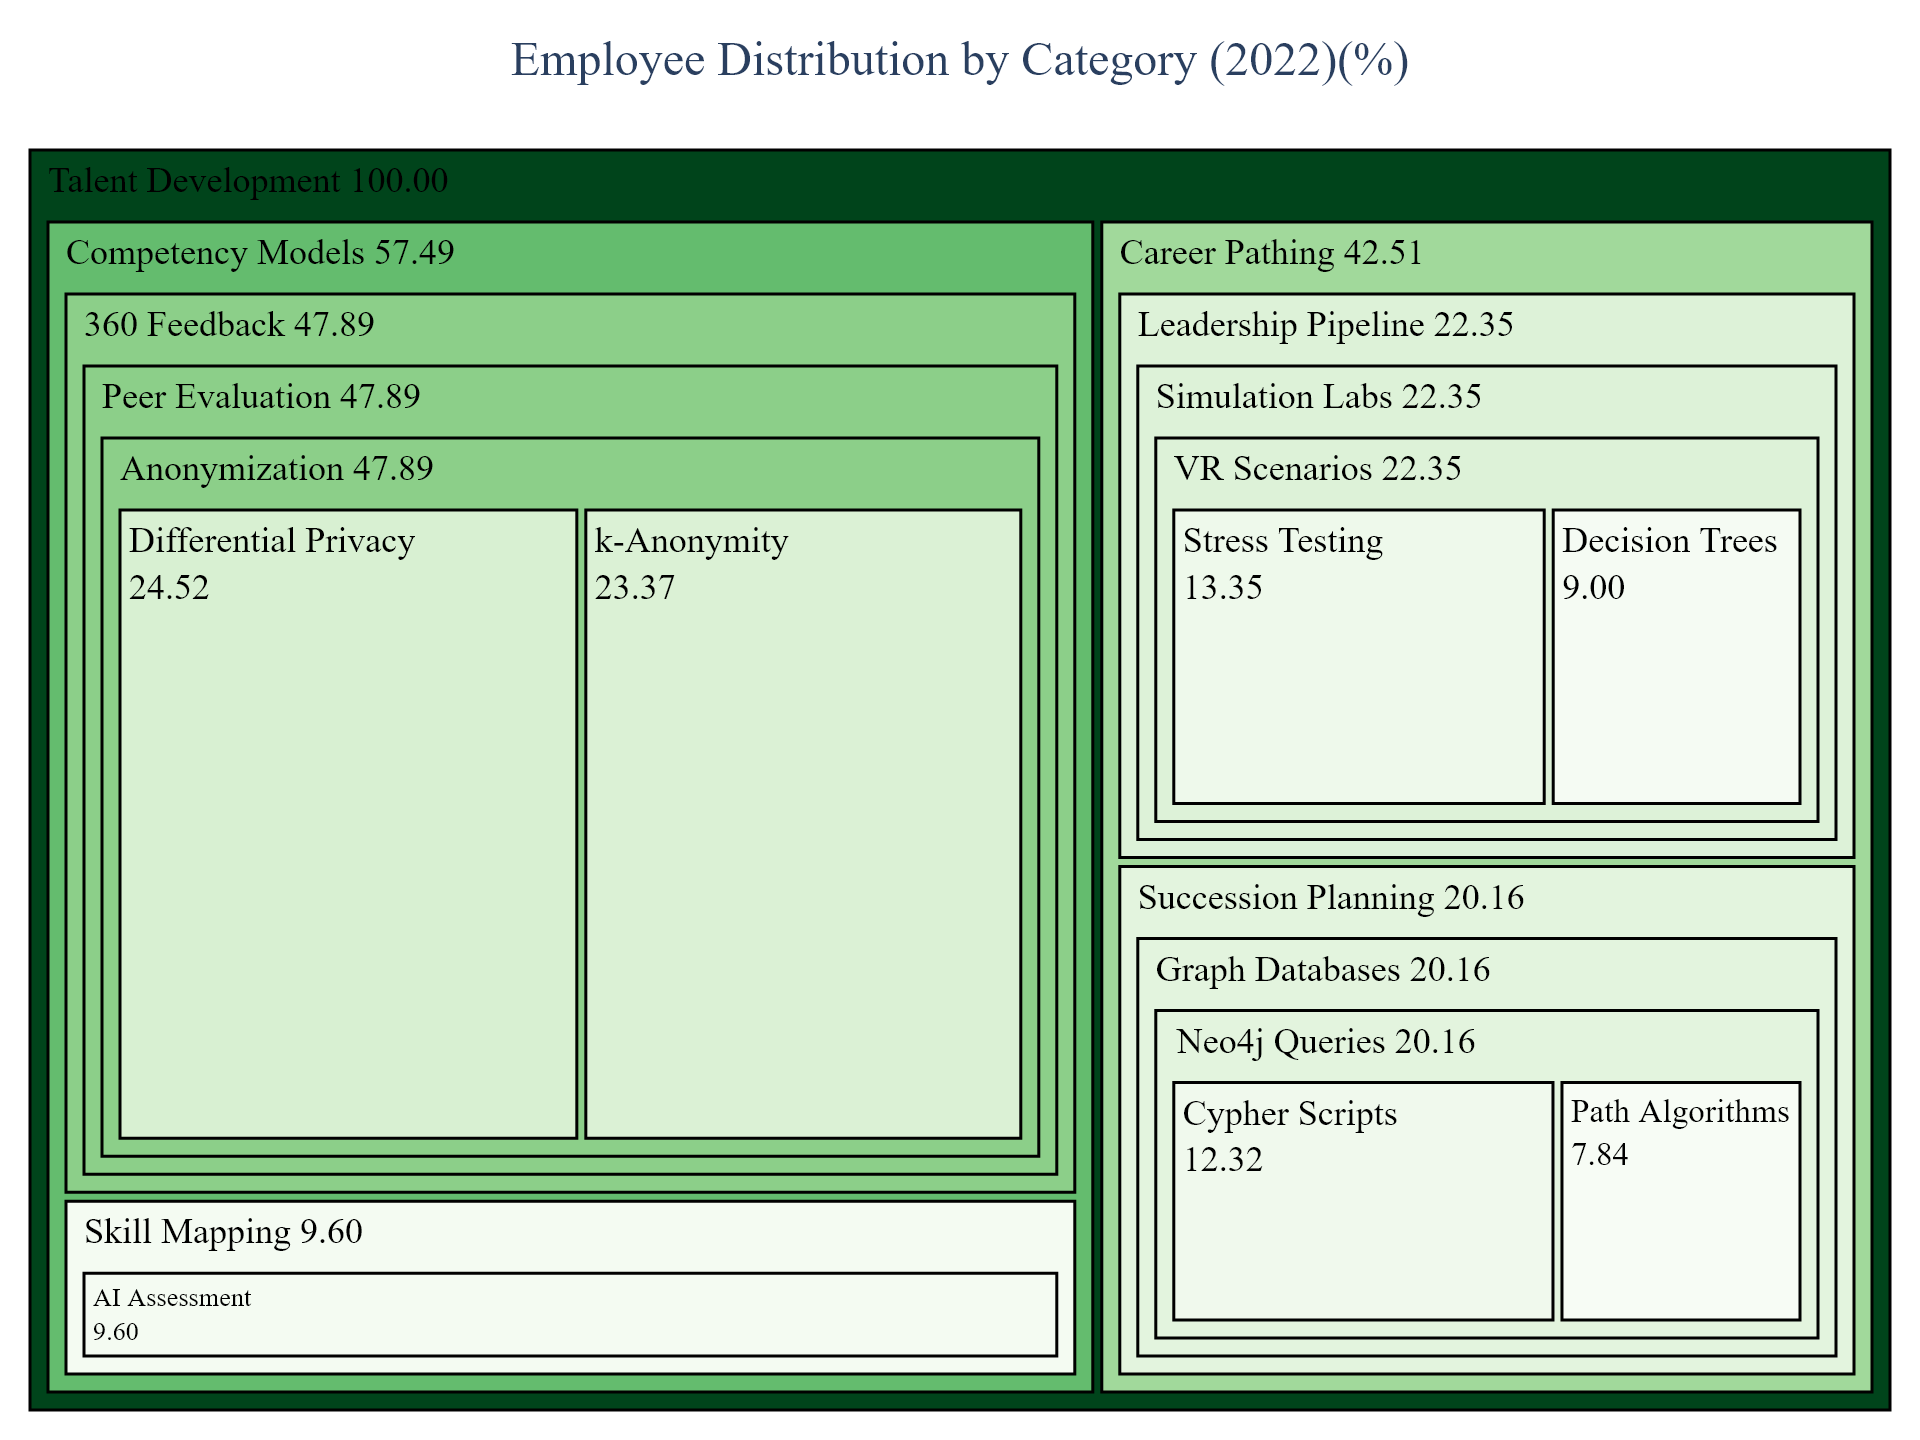 Employee Distribution by Category (2022)(%)
Talent Development 100.00
Competency Models 57.49
360 Feedback 47.89
Peer Evaluation 47.89
Anonymization 47.89
Differential Privacy
24.52
k-Anonymity
23.37
Skill Mapping 9.60
AI Assessment
9.60
Career Pathing 42.51
Leadership Pipeline 22.35
Simulation Labs 22.35
VR Scenarios 22.35
Stress Testing
13.35
Decision Trees
9.00
Succession Planning 20.16
Graph Databases 20.16
Neo4j Queries 20.16
Cypher Scripts
12.32
Path Algorithms
7.84